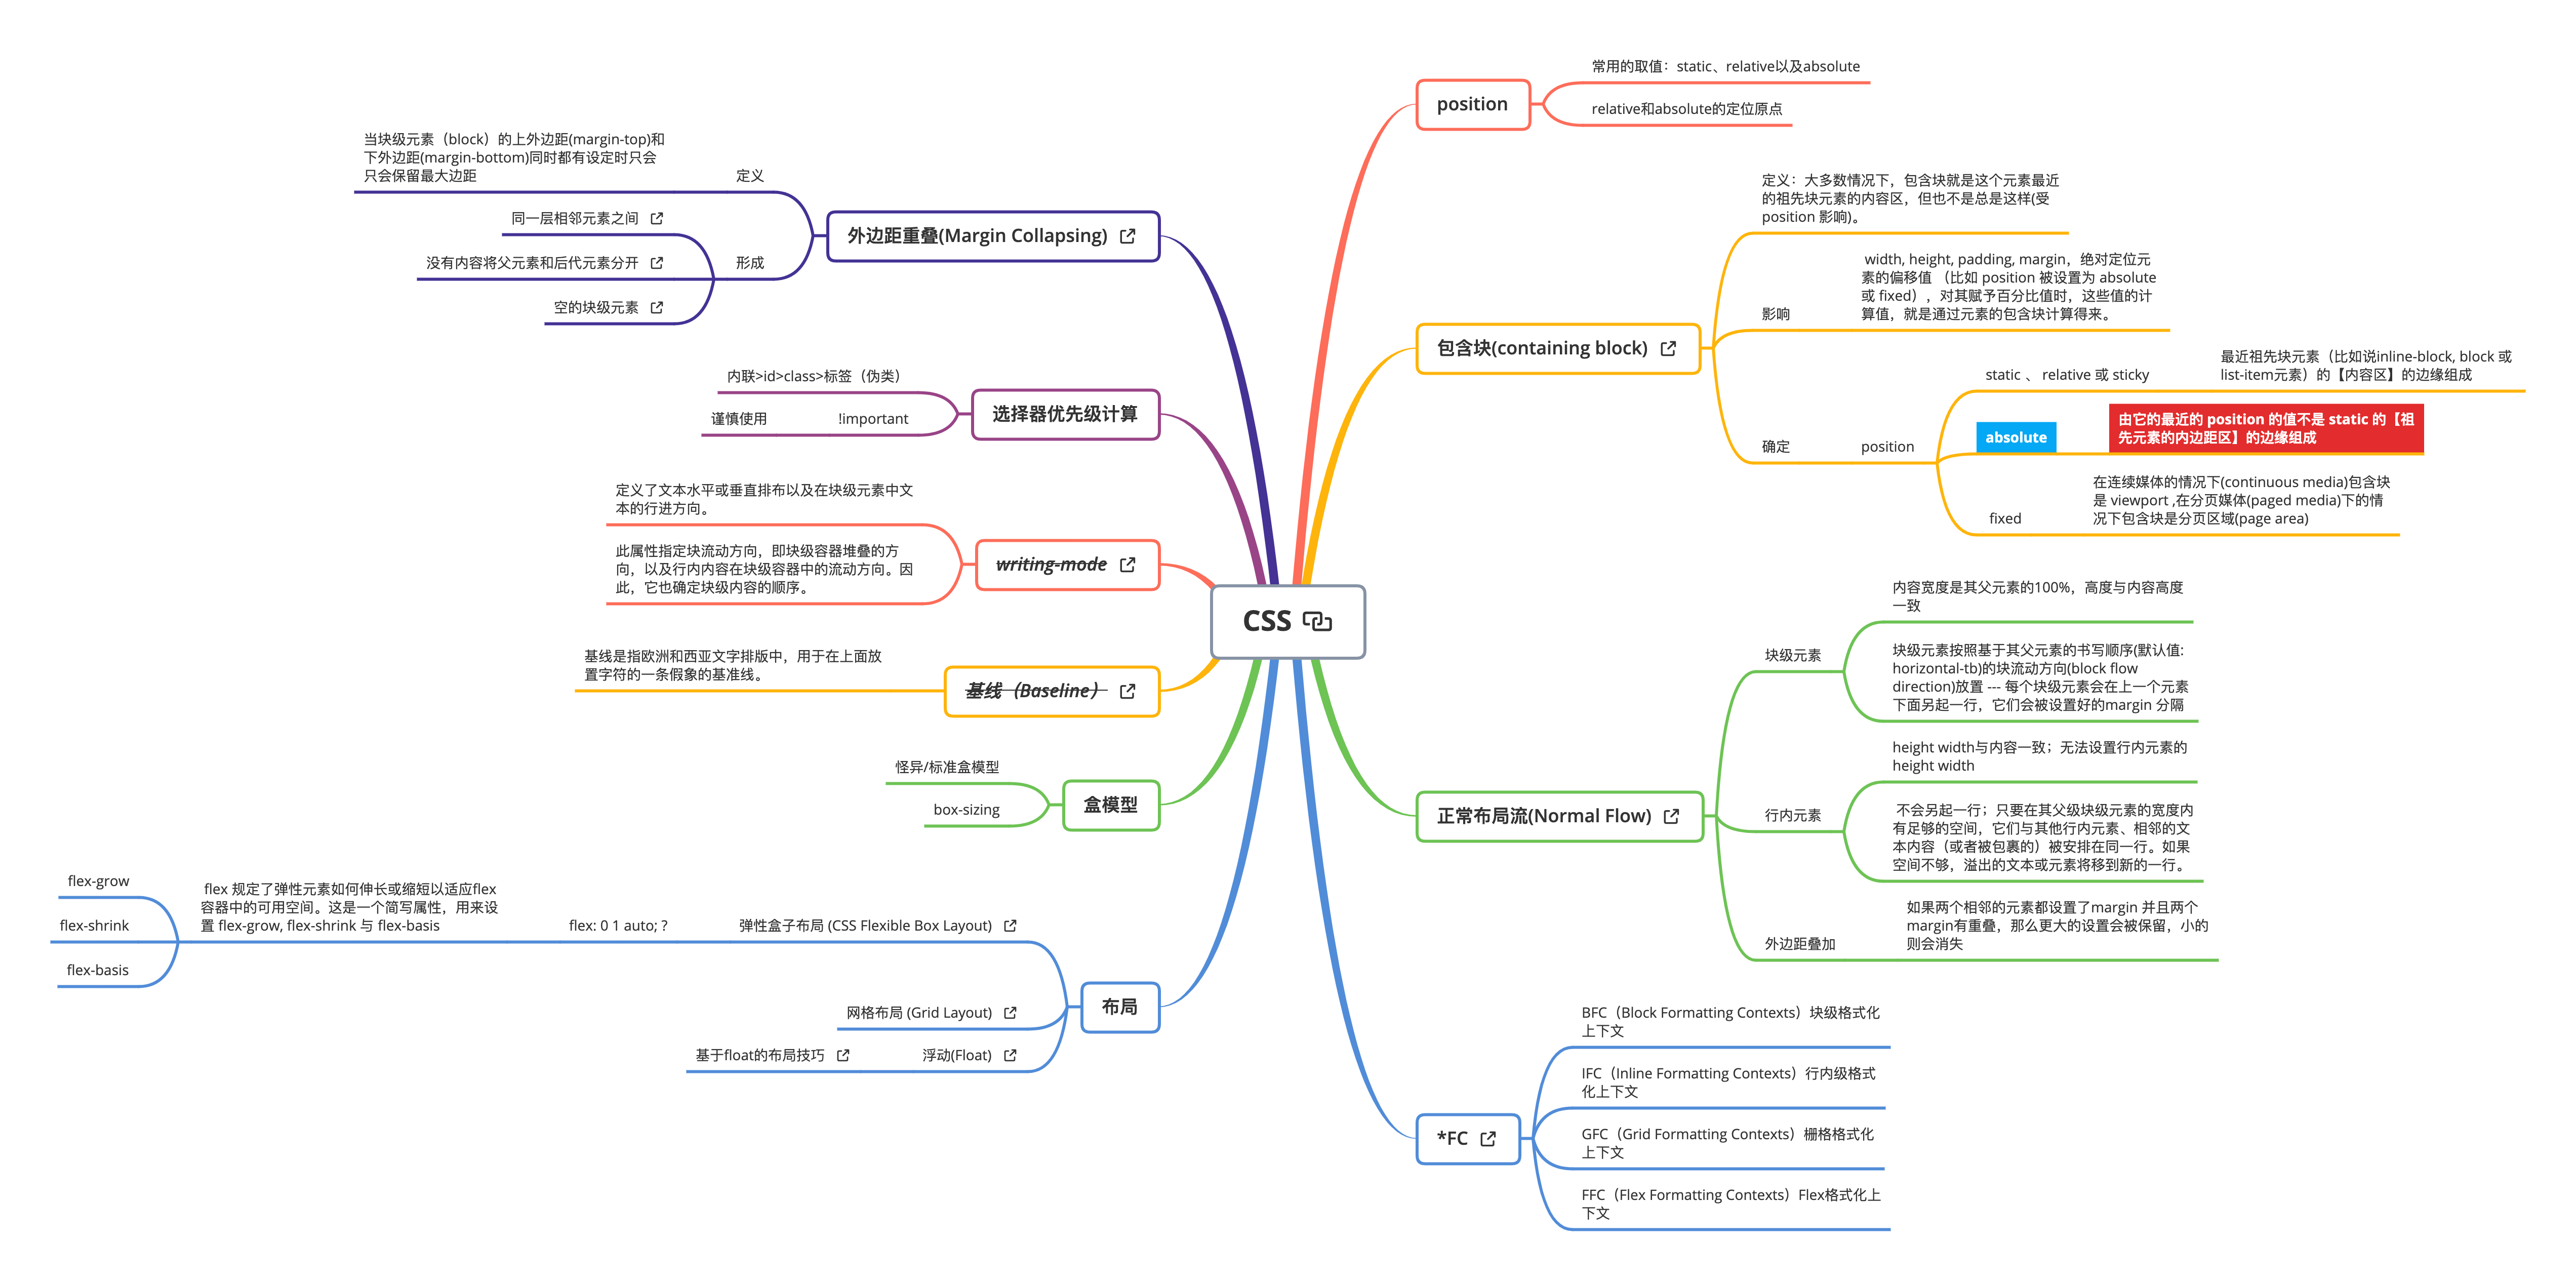 CSS
position
常用的取值：static、relative以及absolute
relative和absolute的定位原点
包含块(containing block)
定义：大多数情况下，包含块就是这个元素最近
的祖先块元素的内容区，但也不是总是这样(受
position 影响)。
影响
width, height, padding, margin，绝对定位元
素的偏移值 （比如 position 被设置为 absolute
或 fixed），对其赋予百分比值时，这些值的计
算值，就是通过元素的包含块计算得来。
确定
position
static 、 relative 或 sticky
最近祖先块元素（比如说inline-block, block 或
list-item元素）的【内容区】的边缘组成
absolute
由它的最近的 position 的值不是 static 的【祖
先元素的内边距区】的边缘组成
fixed
在连续媒体的情况下(continuous media)包含块
是 viewport ,在分页媒体(paged media)下的情
况下包含块是分页区域(page area)
正常布局流(Normal Flow)
块级元素
内容宽度是其父元素的100%，高度与内容高度
一致
块级元素按照基于其父元素的书写顺序(默认值:
horizontal-tb)的块流动方向(block flow
direction)放置 --- 每个块级元素会在上一个元素
下面另起一行，它们会被设置好的margin 分隔
行内元素
height width与内容一致；无法设置行内元素的
height width
不会另起一行；只要在其父级块级元素的宽度内
有足够的空间，它们与其他行内元素、相邻的文
本内容（或者被包裹的）被安排在同一行。如果
空间不够，溢出的文本或元素将移到新的一行。
外边距叠加
如果两个相邻的元素都设置了margin 并且两个
margin有重叠，那么更大的设置会被保留，小的
则会消失
*FC
BFC（Block Formatting Contexts）块级格式化
上下文
IFC（Inline Formatting Contexts）行内级格式
化上下文
GFC（Grid Formatting Contexts）栅格格式化
上下文
FFC（Flex Formatting Contexts）Flex格式化上
下文
外边距重叠(Margin Collapsing)
定义
当块级元素（block）的上外边距(margin-top)和
下外边距(margin-bottom)同时都有设定时只会
只会保留最大边距
形成
同一层相邻元素之间
没有内容将父元素和后代元素分开
空的块级元素
选择器优先级计算
内联>id>class>标签（伪类）
!important
谨慎使用
writing-mode
定义了文本水平或垂直排布以及在块级元素中文
本的行进方向。
此属性指定块流动方向，即块级容器堆叠的方
向，以及行内内容在块级容器中的流动方向。因
此，它也确定块级内容的顺序。
基线（Baseline）
基线是指欧洲和西亚文字排版中，用于在上面放
置字符的一条假象的基准线。
盒模型
怪异/标准盒模型
box-sizing
布局
弹性盒子布局 (CSS Flexible Box Layout)
flex: 0 1 auto; ?
flex 规定了弹性元素如何伸长或缩短以适应flex
容器中的可用空间。这是一个简写属性，用来设
置 flex-grow, flex-shrink 与 flex-basis
flex-grow
flex-shrink
flex-basis
网格布局 (Grid Layout)
浮动(Float)
基于float的布局技巧